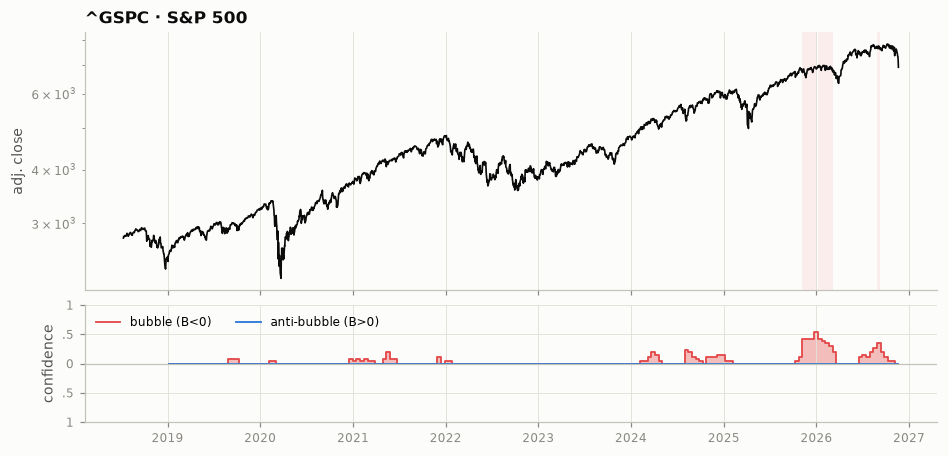 ^GSPC · S&P 500
adj. close
6 × 10³
4 × 10³
3 × 10³
confidence
bubble (B<0)
anti-bubble (B>0)
1
.5
0
.5
1
2019
2020
2021
2022
2023
2024
2025
2026
2027